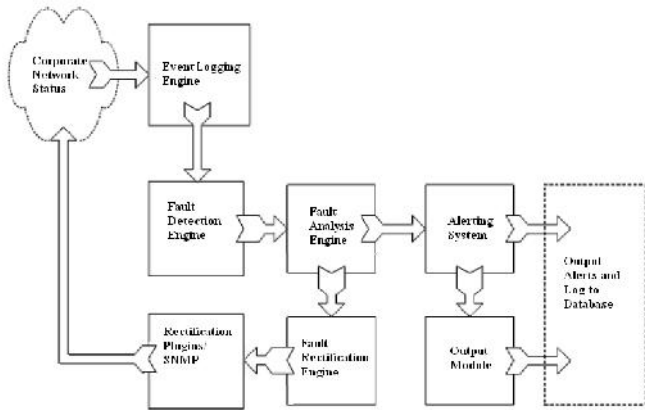 Corporate
Network
Status
Event Logging
Engine
Fault
Detection
Engine
Fault
Analysis
Engine
Alerting
System
Output
Alerts and
Log to
Database
Rectification
Plugins/
SNMP
Fault
Rectification
Engine
Output
Module